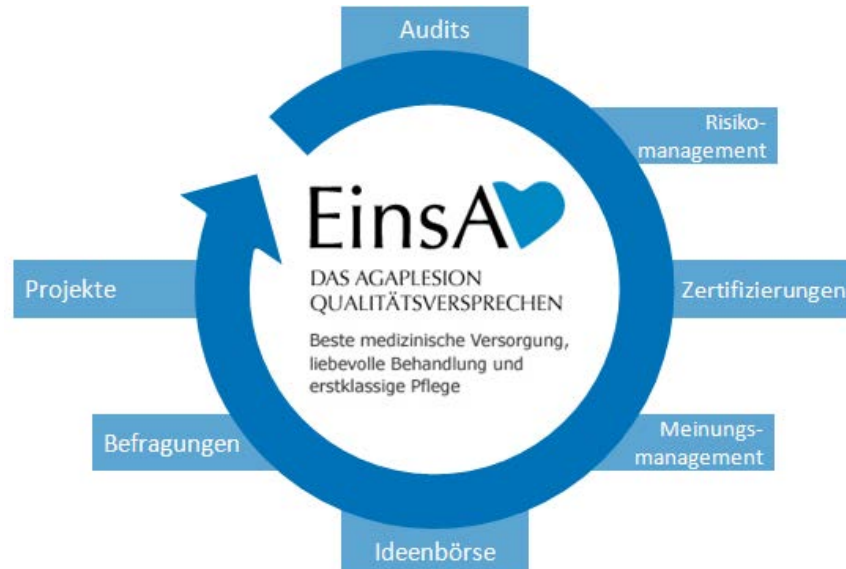 Audits
Risiko-
management
EinsA
DAS AGAPLESION
QUALITÄTSVERSPRECHEN
Beste medizinische Versorgung,
liebevolle Behandlung und
erstklassige Pflege
Projekte
Zertifizierungen
Befragungen
Meinungs-
management
Ideenbörse